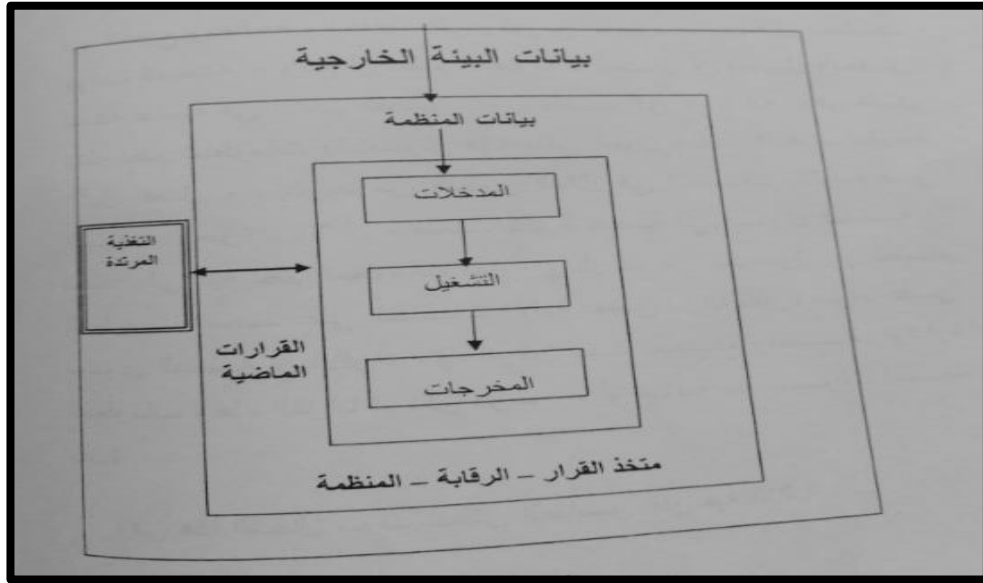 بيانات البيئة الخارجية
بيانات المنظمة
المدخلات
التغذية
المرتدة
التشغيل
القرارات
الماضية
المخرجات
متخذ القرار – الرقابة – المنظمة